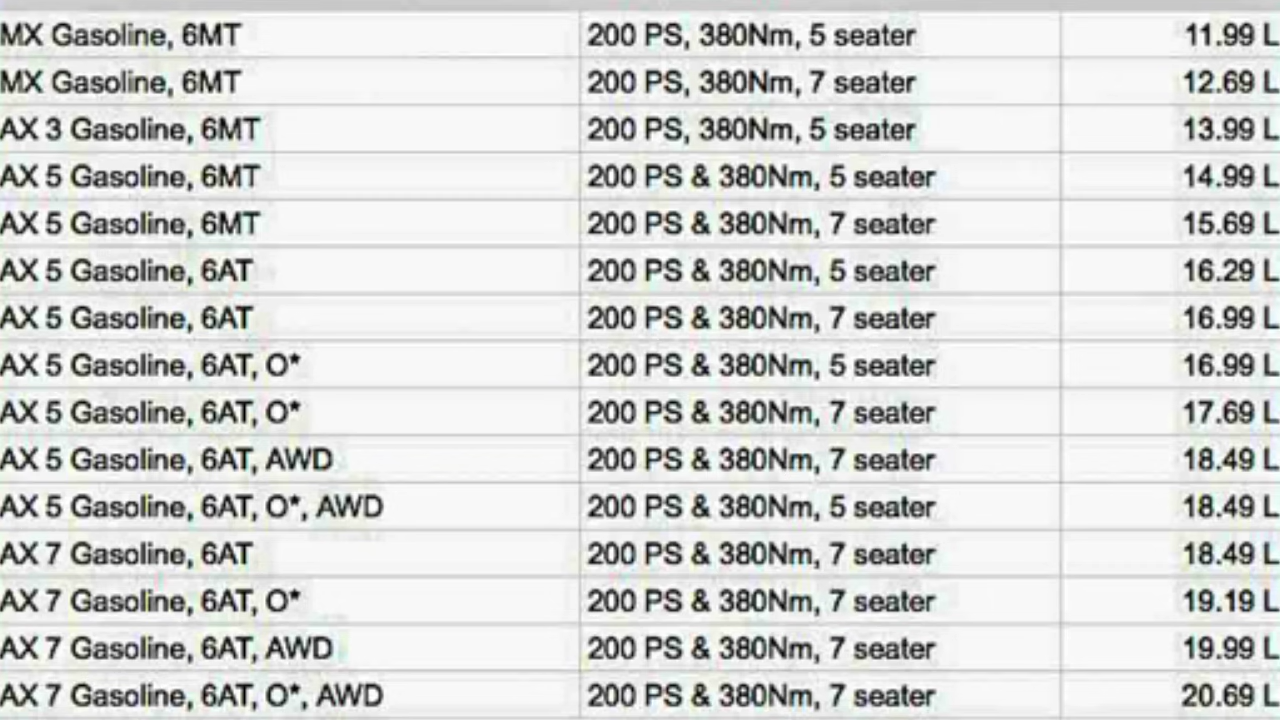 MX Gasoline, 6MT 200 PS, 380Nm, 5 seater 11.99 L
MX Gasoline, 6MT 200 PS, 380Nm, 7 seater 12.69 L
AX 3 Gasoline, 6MT 200 PS, 380Nm, 5 seater 13.99 L
AX 5 Gasoline, 6MT 200 PS & 380Nm, 5 seater 14.99 L
AX 5 Gasoline, 6MT 200 PS & 380Nm, 7 seater 15.69 L
AX 5 Gasoline, 6AT 200 PS & 380Nm, 5 seater 16.29 L
AX 5 Gasoline, 6AT 200 PS & 380Nm, 7 seater 16.99 L
AX 5 Gasoline, 6AT, O* 200 PS & 380Nm, 5 seater 16.99 L
AX 5 Gasoline, 6AT, O* 200 PS & 380Nm, 7 seater 17.69 L
AX 5 Gasoline, 6AT, AWD 200 PS & 380Nm, 7 seater 18.49 L
AX 5 Gasoline, 6AT, O*, AWD 200 PS & 380Nm, 5 seater 18.49 L
AX 7 Gasoline, 6AT 200 PS & 380Nm, 7 seater 18.49 L
AX 7 Gasoline, 6AT, O* 200 PS & 380Nm, 7 seater 19.19 L
AX 7 Gasoline, 6AT, AWD 200 PS & 380Nm, 7 seater 19.99 L
AX 7 Gasoline, 6AT, O*, AWD 200 PS & 380Nm, 7 seater 20.69 L